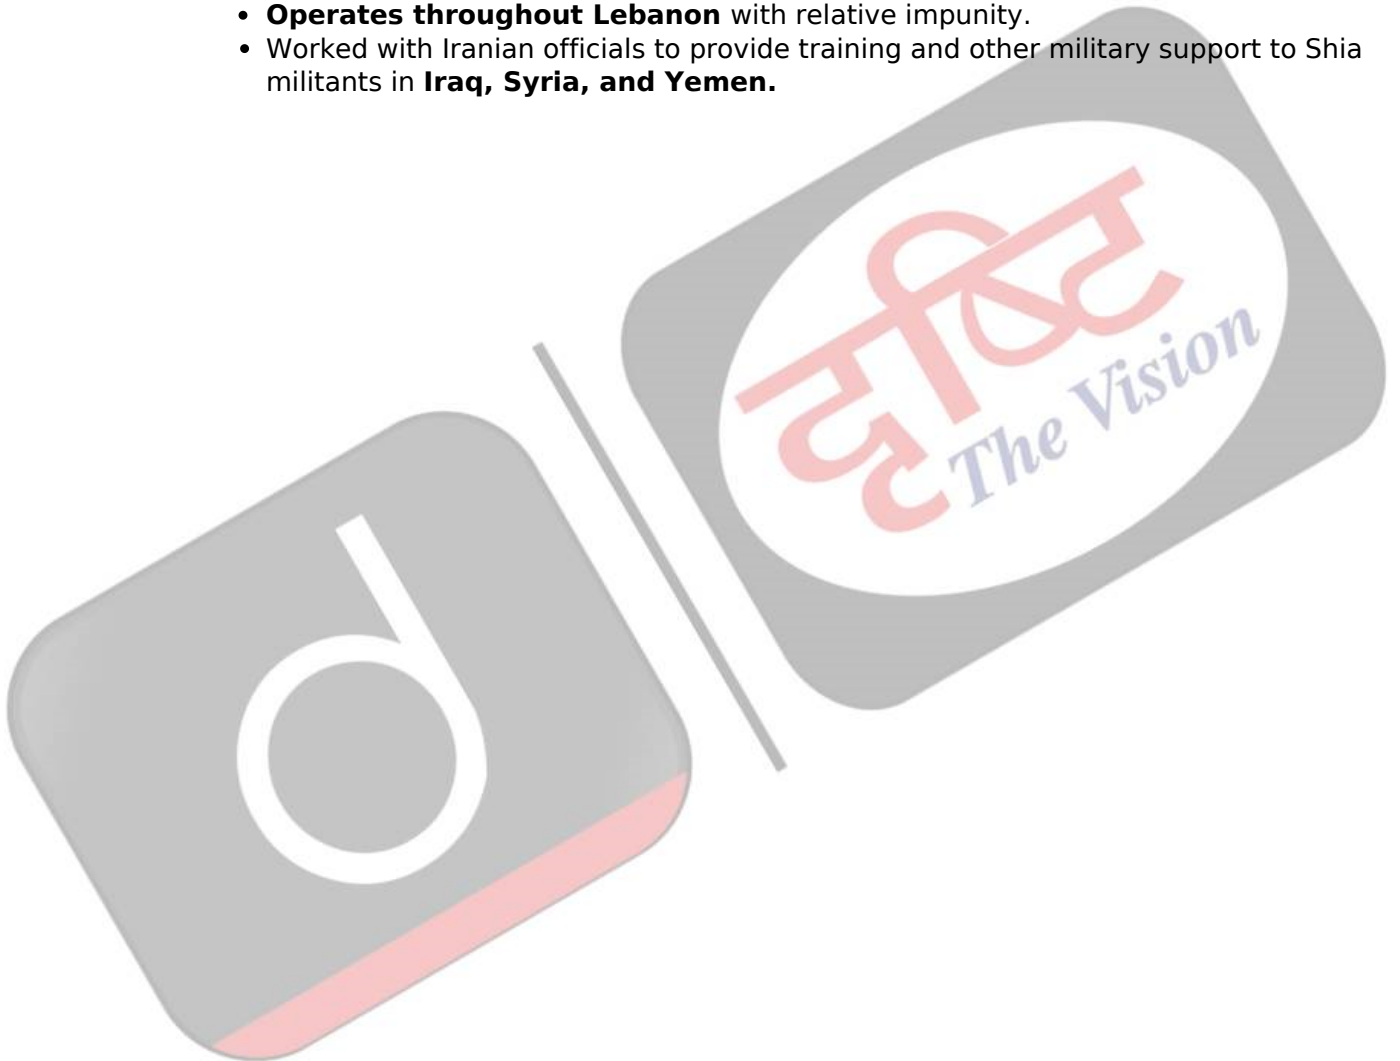 • Operates throughout Lebanon with relative impunity.
• Worked with Iranian officials to provide training and other military support to Shia
militants in Iraq, Syria, and Yemen.
दृष्टि
The Vision
d